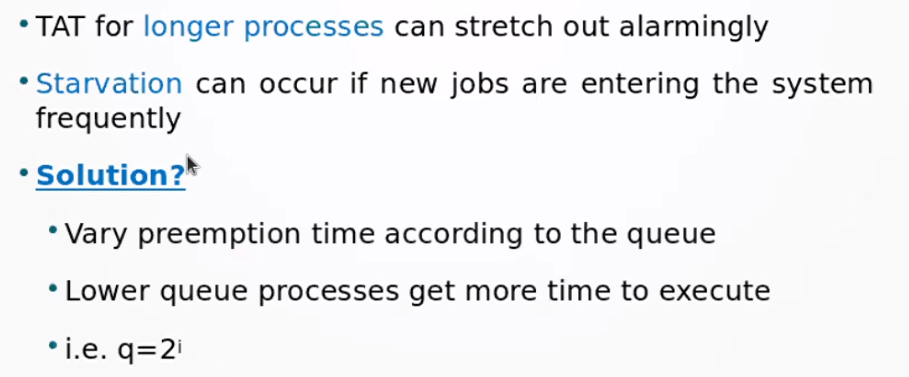 • TAT for longer processes can stretch out alarmingly
• Starvation can occur if new jobs are entering the system
frequently
• Solution?
• Vary preemption time according to the queue
• Lower queue processes get more time to execute
• i.e. q=2ⁱ